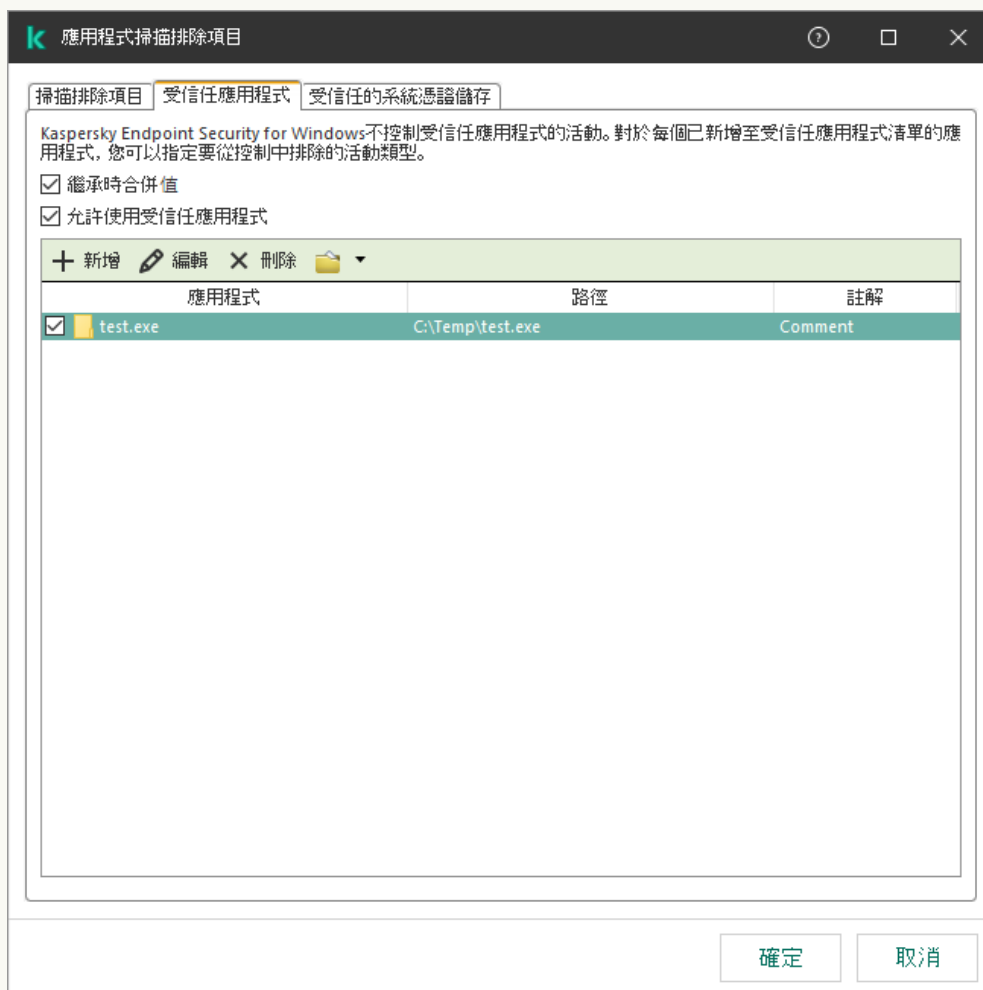 應用程式掃描排除項目
掃描排除項目 受信任應用程式 受信任的系統憑證儲存
Kaspersky Endpoint Security for Windows不控制受信任應用程式的活動。對於每個已新增至受信任應用程式清單的應
用程式，您可以指定要從控制中排除的活動類型。
繼承時合併值
允許使用受信任應用程式
新增 編輯 刪除
應用程式 路徑 註解
test.exe C:\Temp\test.exe Comment
確定 取消